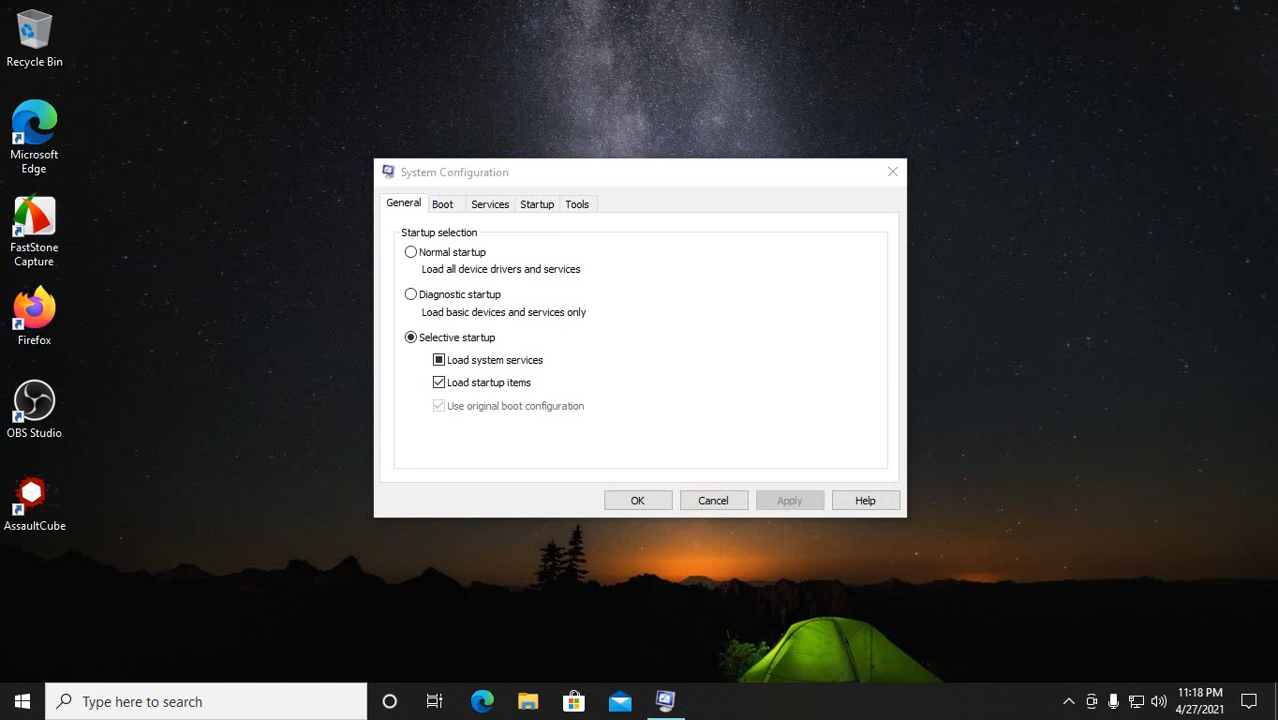 Recycle Bin
Microsoft
Edge
FastStone
Capture
Firefox
OBS Studio
AssaultCube
System Configuration
General Boot Services Startup Tools
Startup selection
Normal startup
Load all device drivers and services
Diagnostic startup
Load basic devices and services only
Selective startup
Load system services
Load startup items
Use original boot configuration
OK Cancel Apply Help
Type here to search
11:18 PM
4/27/2021